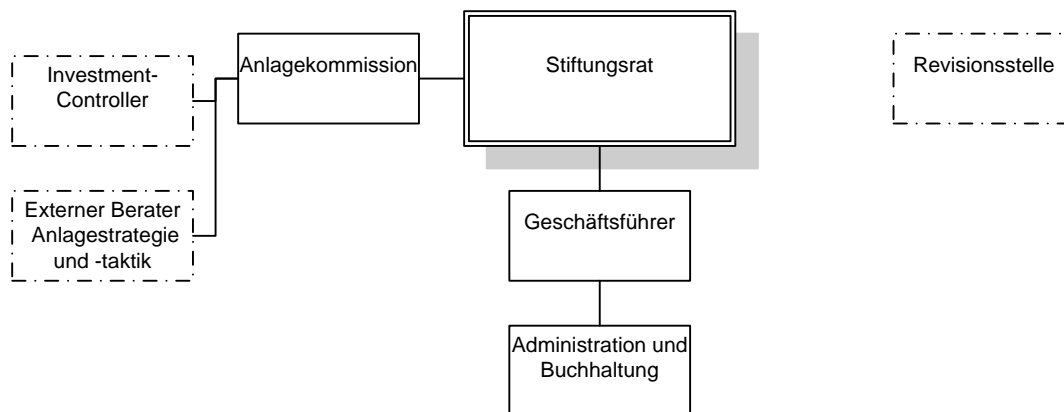 Anlagekommission
Stiftungsrat
Revisionsstelle
Investment-
Controller
Externer Berater
Anlagestrategie
und -taktik
Geschäftsführer
Administration und
Buchhaltung